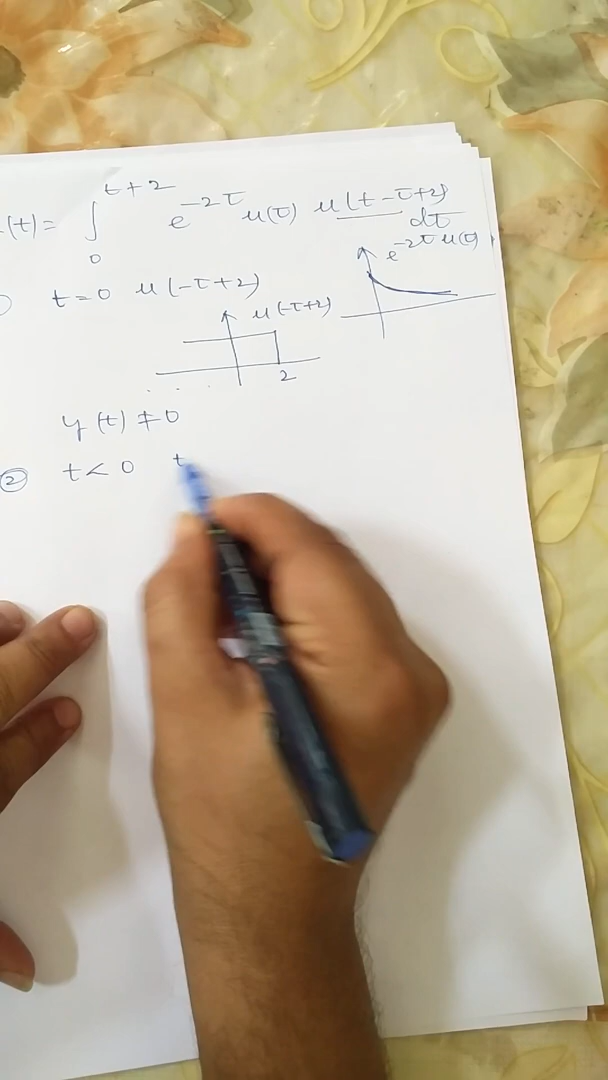 (t) = ∫₀^{t+2} e^{-2τ} u(τ) u(t-τ+2) dτ
t=0 u(-τ+2)
e^{-2τ} u(τ)
u(-τ+2)
2
y(t) ≠ 0
② t < 0 t